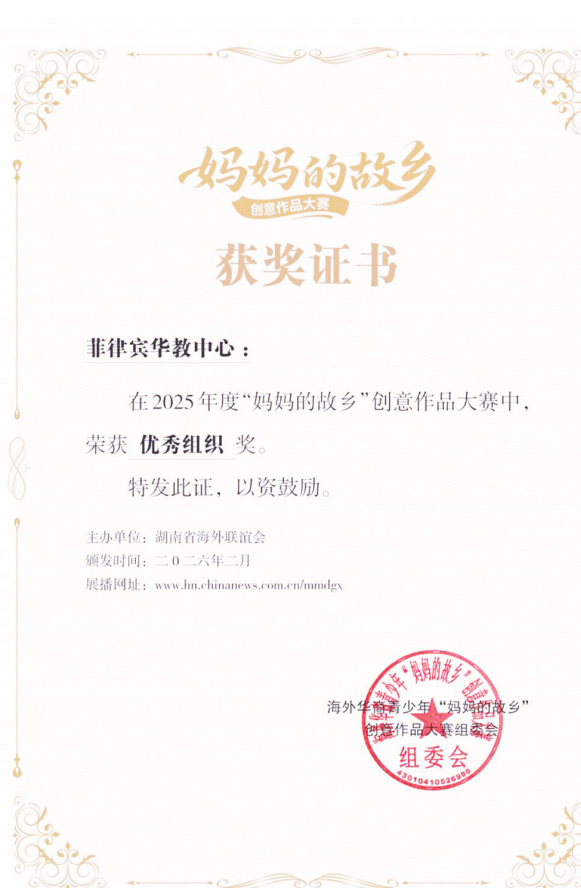 妈妈的故乡
创意作品大赛
获奖证书
菲律宾华教中心：
在2025年度“妈妈的故乡”创意作品大赛中，
荣获 优秀组织 奖。
特发此证，以资鼓励。
主办单位：湖南省海外联谊会
颁发时间：二0二六年二月
展播网址：www.hn.chinanews.com.cn/mmdgx
海外华裔青少年“妈妈的故乡”
创意作品大赛组委会
组委会
43010410526998